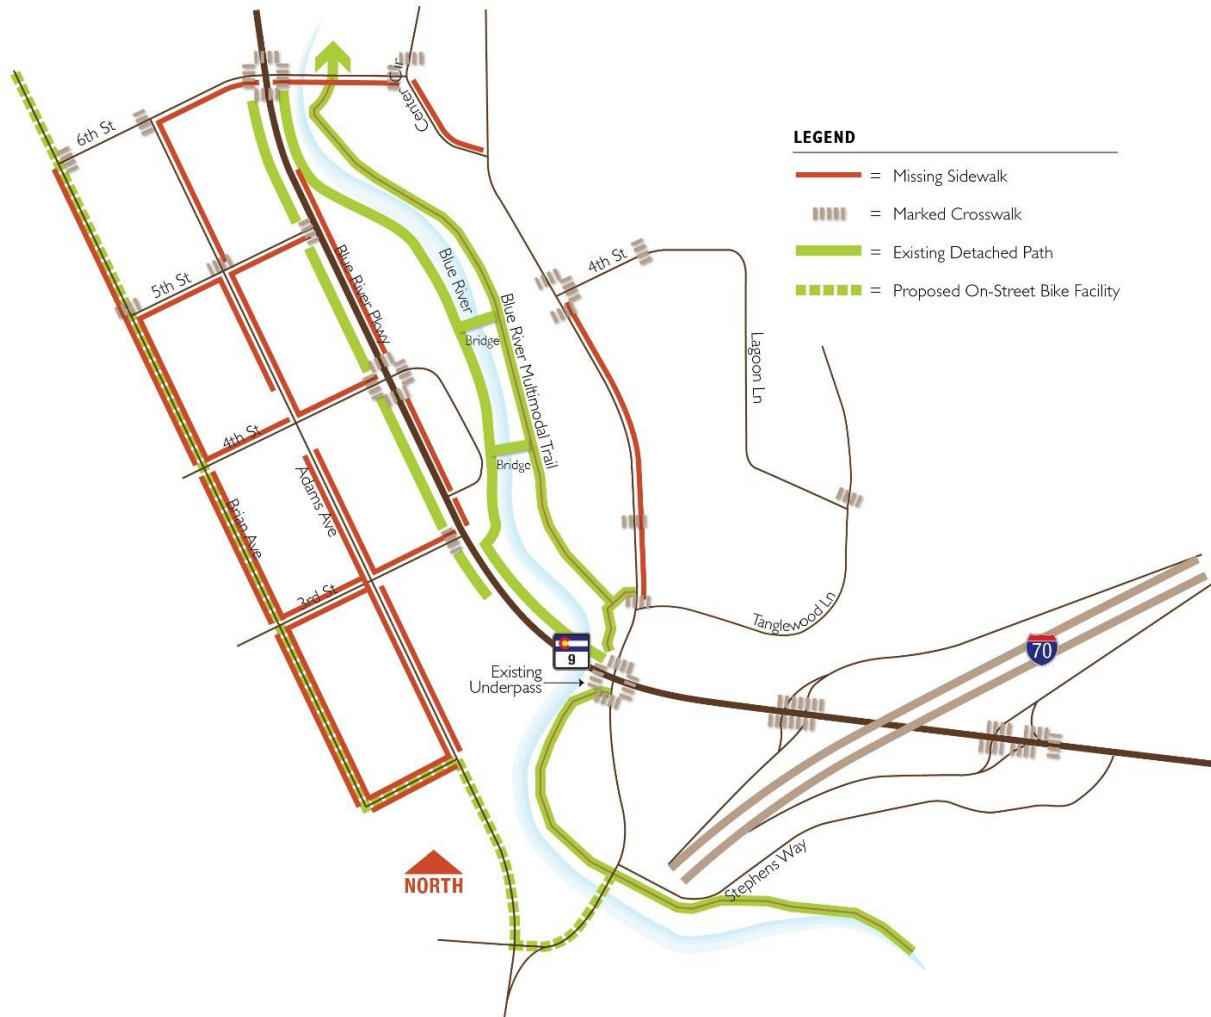 LEGEND
= Missing Sidewalk
= Marked Crosswalk
= Existing Detached Path
= Proposed On-Street Bike Facility
6th St
Center Cir
5th St
Blue River Pkwy
Blue River
Bridge
Blue River Multimodal Trail
Bridge
4th St
Lagoon Ln
4th St
Adams Ave
Brian Ave
3rd St
Tanglewood Ln
9
70
Existing
Underpass
NORTH
Stephens Way